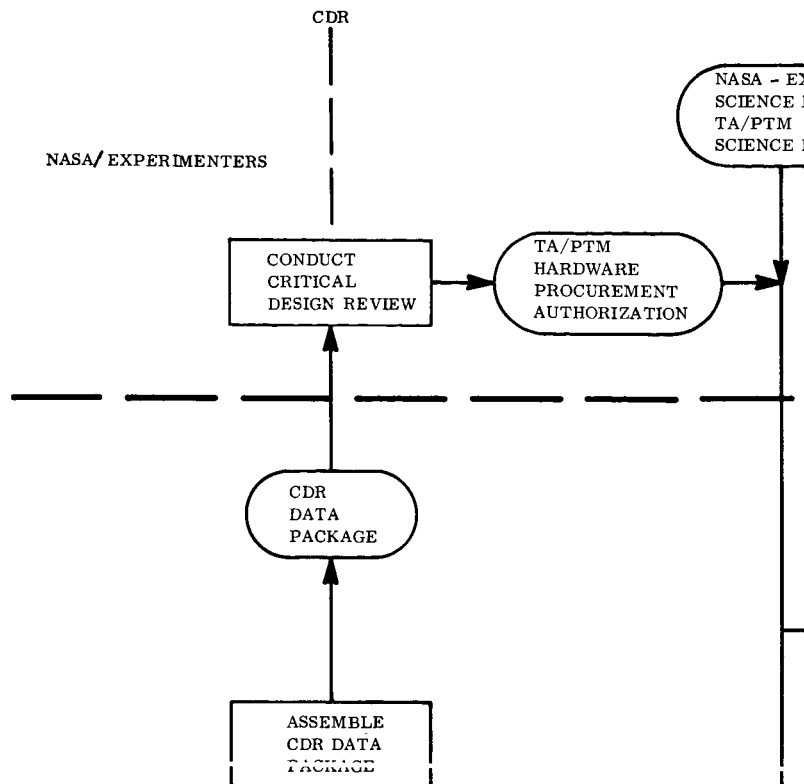 CDR
NASA - EX
SCIENCE
TA/PTM
SCIENCE
NASA/EXPERIMENTERS
CONDUCT
CRITICAL
DESIGN REVIEW
TA/PTM
HARDWARE
PROCUREMENT
AUTHORIZATION
CDR
DATA
PACKAGE
ASSEMBLE
CDR DATA
PACKAGE